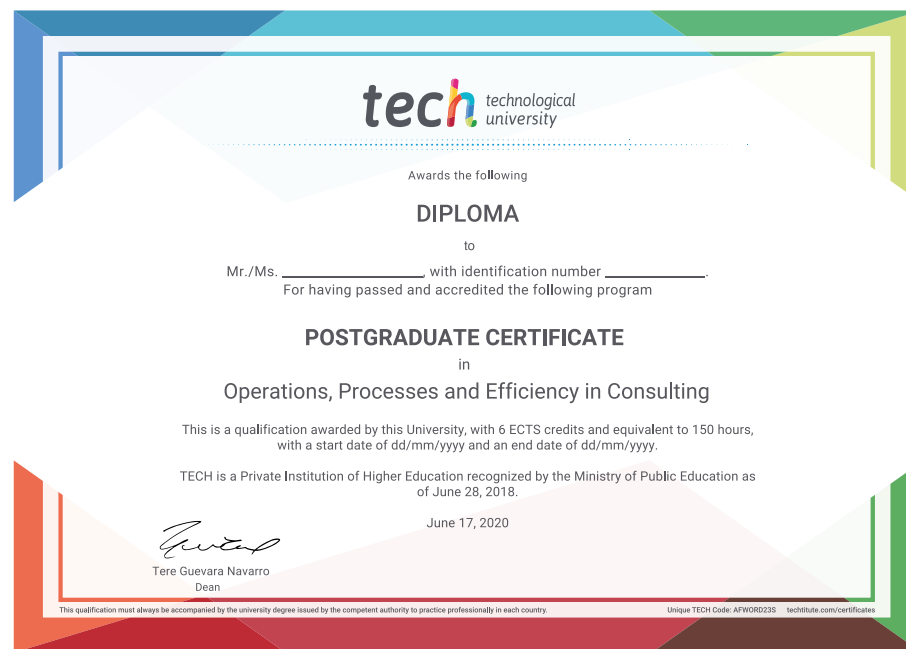 tech technological
university
Awards the following
DIPLOMA
to
Mr./Ms. ____________, with identification number ____________.
For having passed and accredited the following program
POSTGRADUATE CERTIFICATE
in
Operations, Processes and Efficiency in Consulting
This is a qualification awarded by this University, with 6 ECTS credits and equivalent to 150 hours,
with a start date of dd/mm/yyyy and an end date of dd/mm/yyyy.
TECH is a Private Institution of Higher Education recognized by the Ministry of Public Education as
of June 28, 2018.
June 17, 2020
Tere Guevara Navarro
Dean
This qualification must always be accompanied by the university degree issued by the competent authority to practice professionally in each country. Unique TECH Code: AFWORD23S techtitute.com/certificates